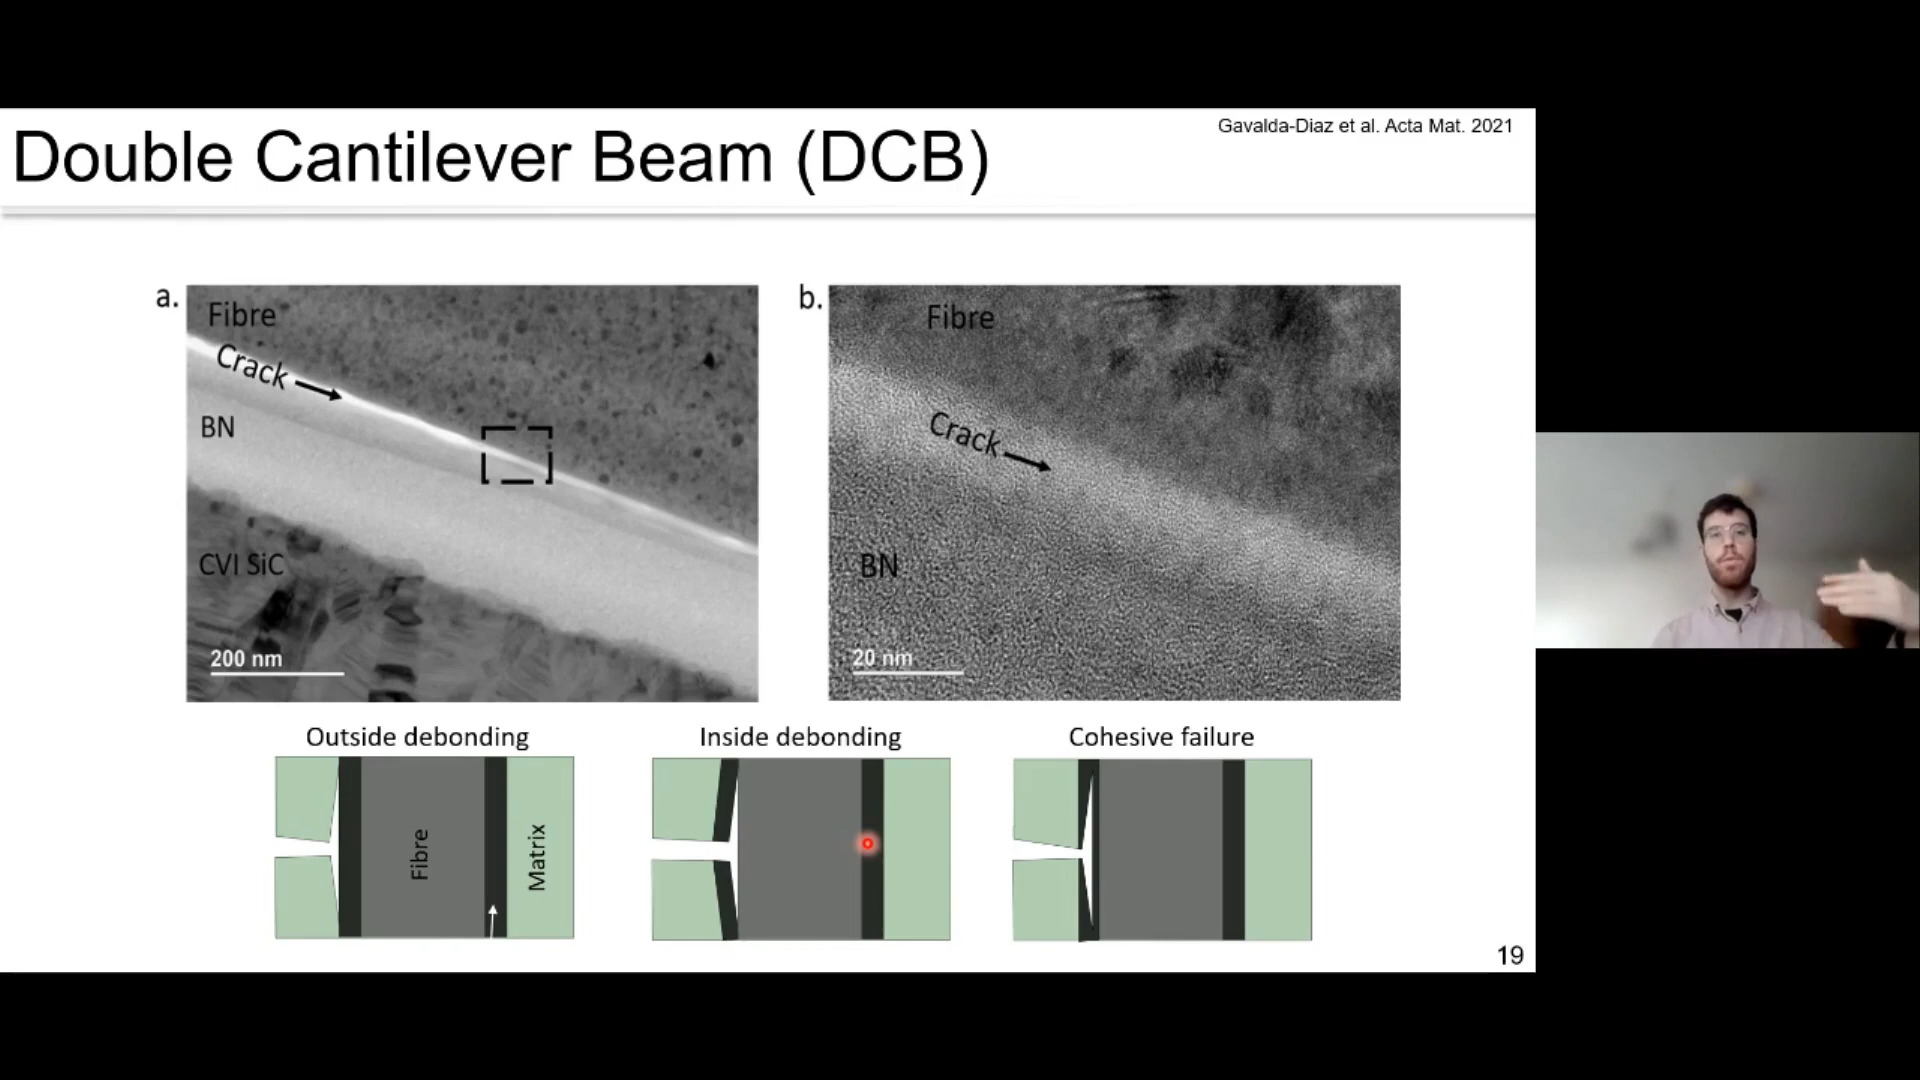 Double Cantilever Beam (DCB)
Gavalda-Diaz et al. Acta Mat. 2021
a.
Fibre
Crack
BN
CVI SiC
200 nm
b.
Fibre
Crack
BN
20 nm
Outside debonding
Inside debonding
Cohesive failure
Fibre
Matrix
19